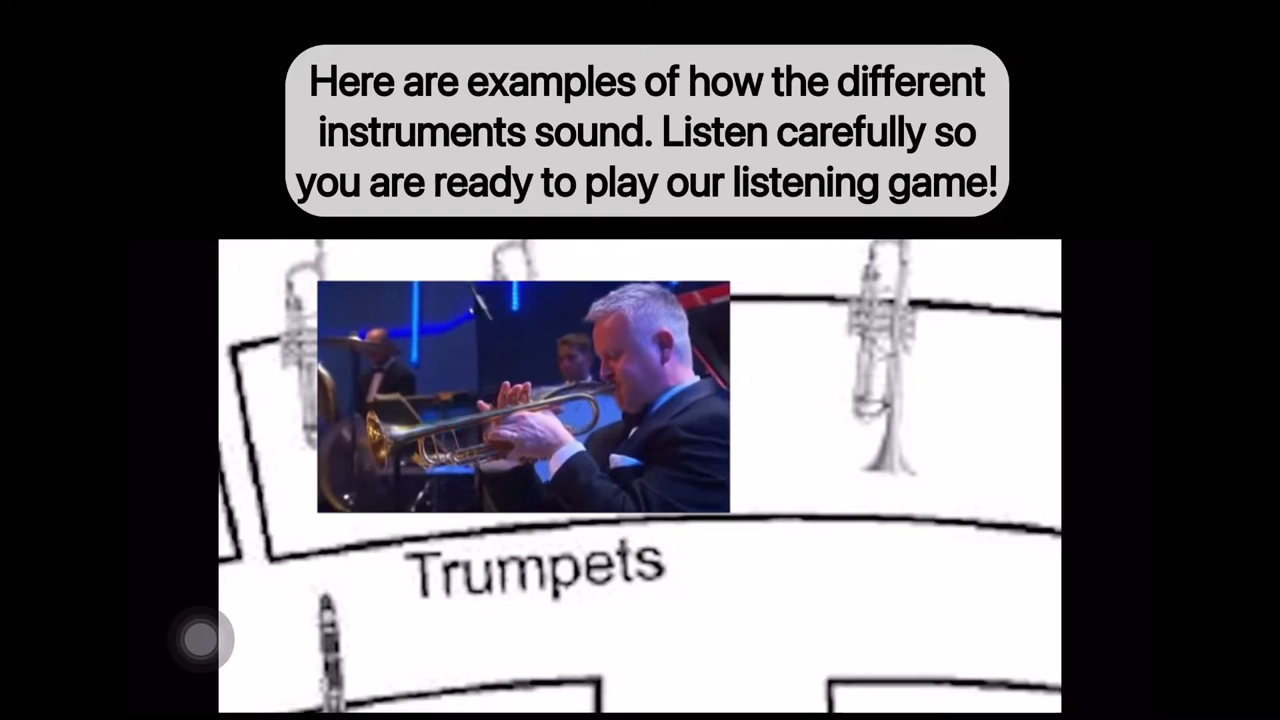 Here are examples of how the different
instruments sound. Listen carefully so
you are ready to play our listening game!
Trumpets